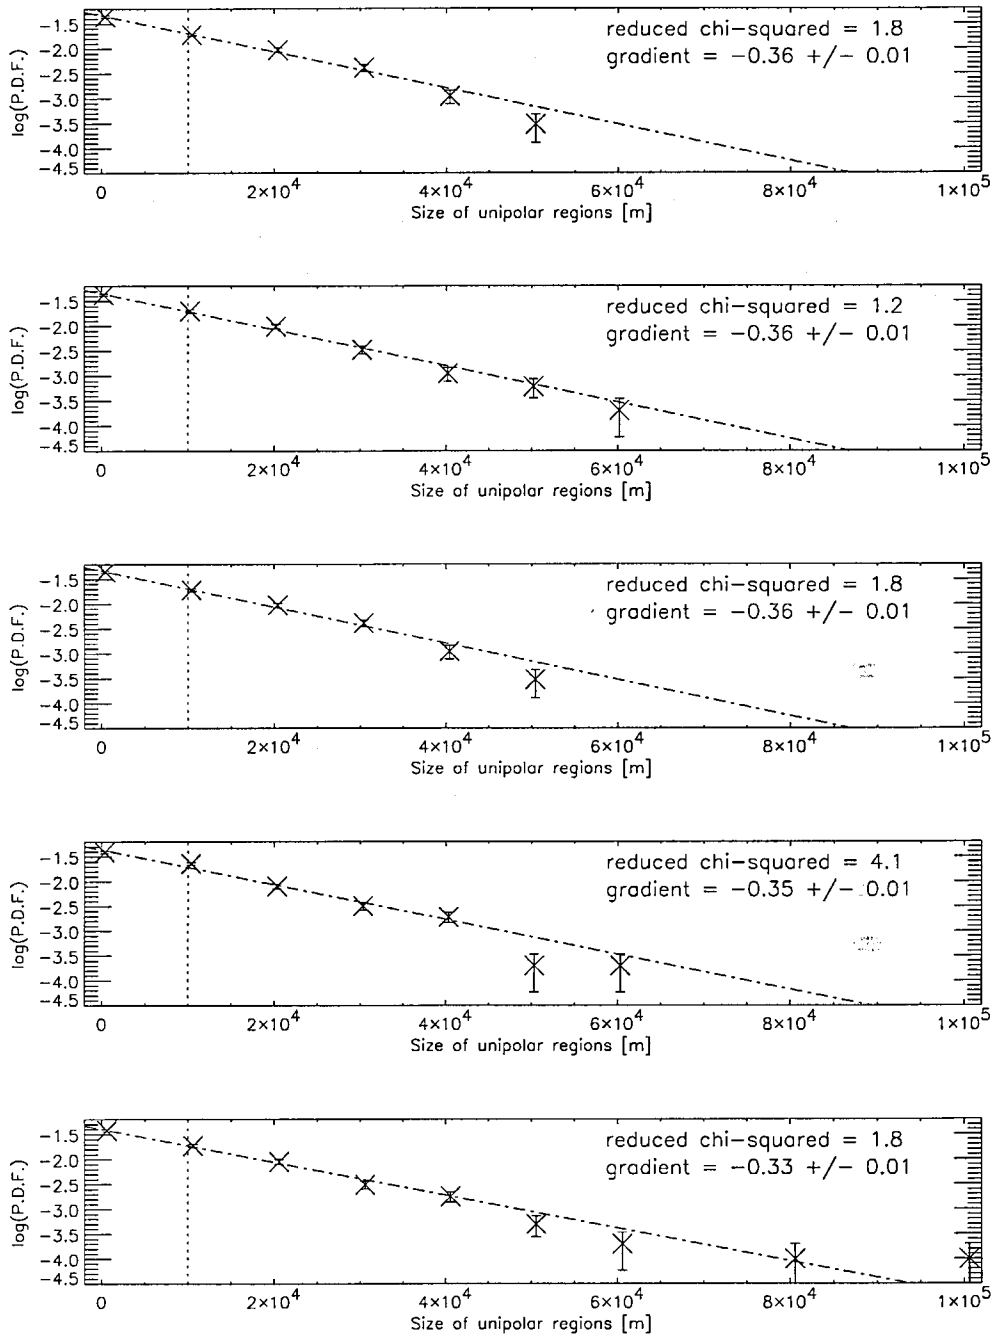 reduced chi-squared = 1.8
gradient = -0.36 +/- 0.01
log(P.D.F.)
-1.5
-2.0
-2.5
-3.0
-3.5
-4.0
-4.5
0 2×10^4 4×10^4 6×10^4 8×10^4 1×10^5
Size of unipolar regions [m]
reduced chi-squared = 1.2
gradient = -0.36 +/- 0.01
log(P.D.F.)
-1.5
-2.0
-2.5
-3.0
-3.5
-4.0
-4.5
0 2×10^4 4×10^4 6×10^4 8×10^4 1×10^5
Size of unipolar regions [m]
reduced chi-squared = 1.8
gradient = -0.36 +/- 0.01
log(P.D.F.)
-1.5
-2.0
-2.5
-3.0
-3.5
-4.0
-4.5
0 2×10^4 4×10^4 6×10^4 8×10^4 1×10^5
Size of unipolar regions [m]
reduced chi-squared = 4.1
gradient = -0.35 +/- 0.01
log(P.D.F.)
-1.5
-2.0
-2.5
-3.0
-3.5
-4.0
-4.5
0 2×10^4 4×10^4 6×10^4 8×10^4 1×10^5
Size of unipolar regions [m]
reduced chi-squared = 1.8
gradient = -0.33 +/- 0.01
log(P.D.F.)
-1.5
-2.0
-2.5
-3.0
-3.5
-4.0
-4.5
0 2×10^4 4×10^4 6×10^4 8×10^4 1×10^5
Size of unipolar regions [m]